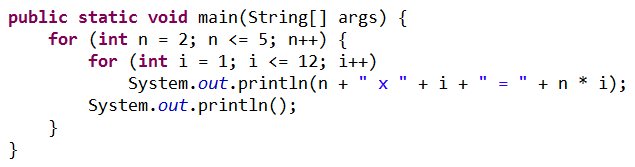 public static void main(String[] args) {
    for (int n = 2; n <= 5; n++) {
        for (int i = 1; i <= 12; i++)
            System.out.println(n + " x " + i + " = " + n * i);
        System.out.println();
    }
}